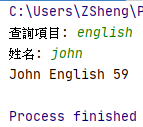 C:\Users\ZSheng\P
查詢項目: english
姓名: john
John English 59
Process finished